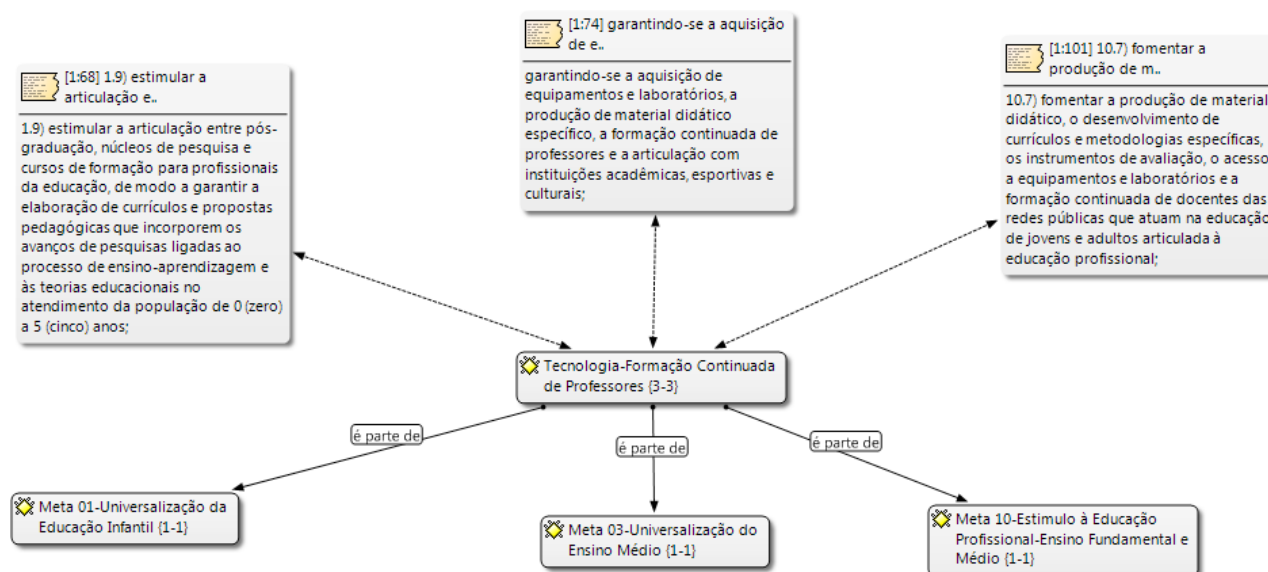 [1:68] 1.9) estimular a
articulação e..
1.9) estimular a articulação entre pós-
graduação, núcleos de pesquisa e
cursos de formação para profissionais
da educação, de modo a garantir a
elaboração de currículos e propostas
pedagógicas que incorporem os
avanços de pesquisas ligadas ao
processo de ensino-aprendizagem e
às teorias educacionais no
atendimento da população de 0 (zero)
a 5 (cinco) anos;
[1:74] garantindo-se a aquisição
de e..
garantindo-se a aquisição de
equipamentos e laboratórios, a
produção de material didático
específico, a formação continuada de
professores e a articulação com
instituições acadêmicas, esportivas e
culturais;
[1:101] 10.7) fomentar a
produção de m..
10.7) fomentar a produção de material
didático, o desenvolvimento de
currículos e metodologias específicas,
os instrumentos de avaliação, o acesso
a equipamentos e laboratórios e a
formação continuada de docentes das
redes públicas que atuam na educação
de jovens e adultos articulada à
educação profissional;
Tecnologia-Formação Continuada
de Professores {3-3}
é parte de
é parte de
é parte de
Meta 01-Universalização da
Educação Infantil {1-1}
Meta 03-Universalização do
Ensino Médio {1-1}
Meta 10-Estimulo à Educação
Profissional-Ensino Fundamental e
Médio {1-1}